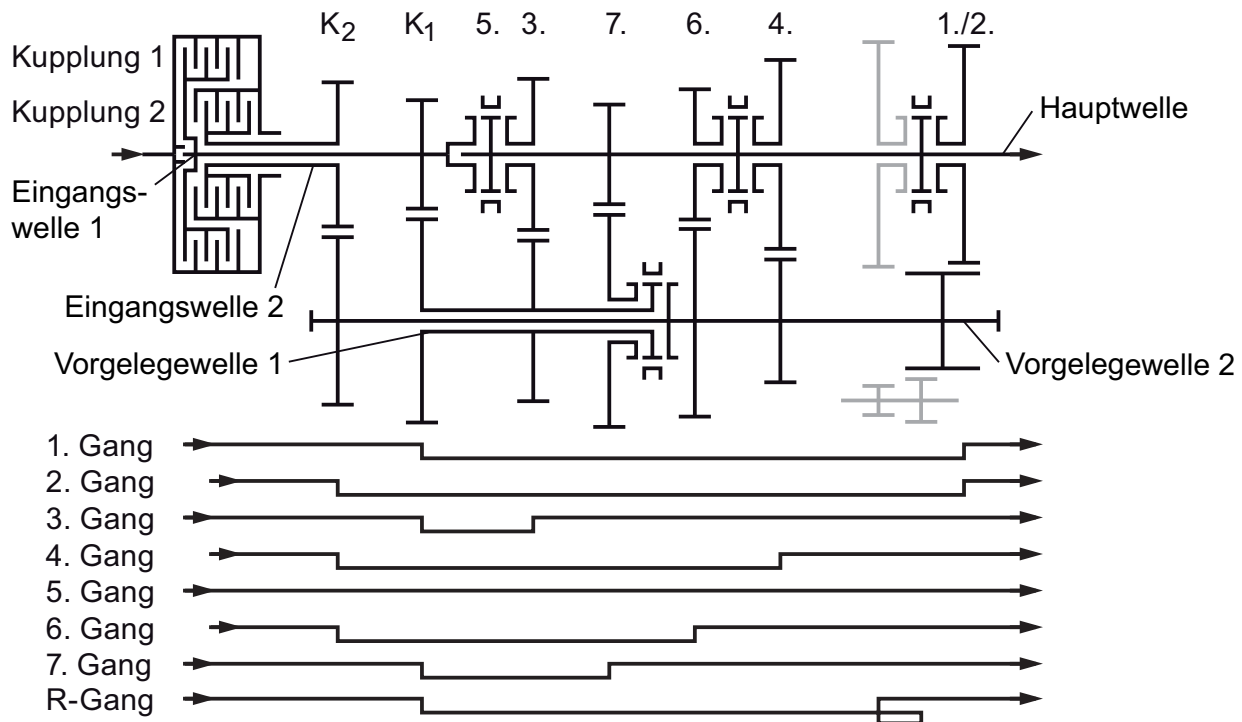 K2 K1 5. 3. 7. 6. 4. 1./2.
Kupplung 1
Kupplung 2
Hauptwelle
Eingangs-
welle 1
Eingangswelle 2
Vorgelegewelle 1
Vorgelegewelle 2
1. Gang
2. Gang
3. Gang
4. Gang
5. Gang
6. Gang
7. Gang
R-Gang